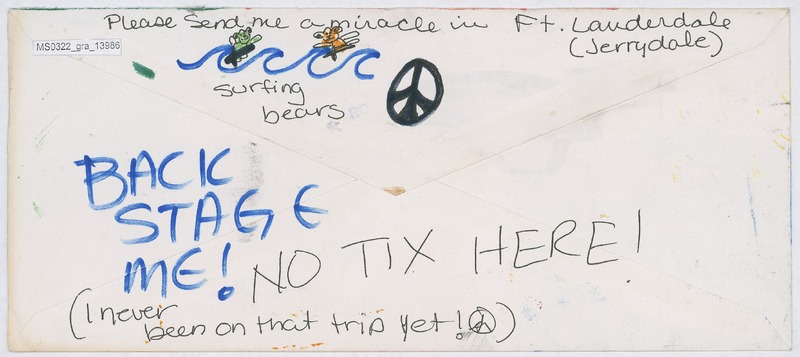 Please Send me a miracle in Ft. Lauderdale
(Jerrydale)
MS0322_gra_13986
surfing
bears
BACK
STAGE
ME! NO TIX HERE!
(I never
been on that trip yet! ☮)